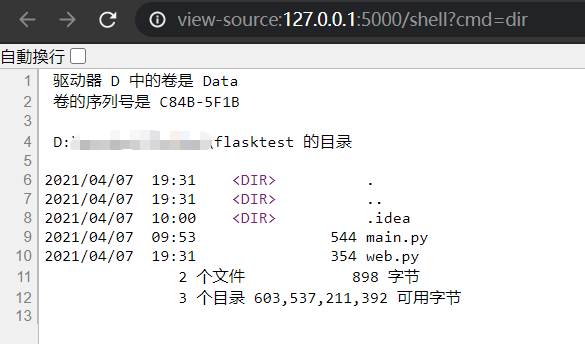 view-source:127.0.0.1:5000/shell?cmd=dir
自動換行
1 驱动器 D 中的卷是 Data
2 卷的序列号是 C84B-5F1B
3
4 D:\ \flasktest 的目录
5
6 2021/04/07 19:31 <DIR> .
7 2021/04/07 19:31 <DIR> ..
8 2021/04/07 10:00 <DIR> .idea
9 2021/04/07 09:53 544 main.py
10 2021/04/07 19:31 354 web.py
11 2 个文件 898 字节
12 3 个目录 603,537,211,392 可用字节
13